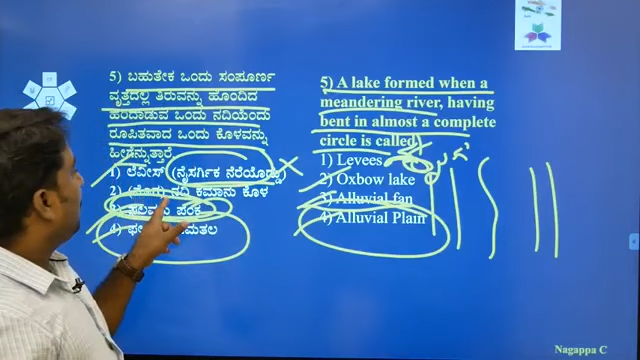 5) ಬಹುತೇಕ ಒಂದು ಸಂಪೂರ್ಣ
ವೃತ್ತದಲ್ಲಿ ತಿರುವನ್ನು ಹೊಂದಿದ
ಹಂದಾಡುವ ಒಂದು ನದಿಯಿಂದ
ರೂಪಿತವಾದ ಒಂದು ಕೊಳವನ್ನು
ಹೀಗೆನ್ನುತ್ತಾರೆ
1) ಲೆವೀಸ್ (ನೈಸರ್ಗಿಕ ನೆರೆಯೊಡ್ಡು)
2) ನದಿ ಕಮಾನು ಕೊಳ
5) A lake formed when a
meandering river, having
bent in almost a complete
circle is called
1) Levees
2) Oxbow lake
3) Alluvial fan
4) Alluvial Plain
Nagappa C